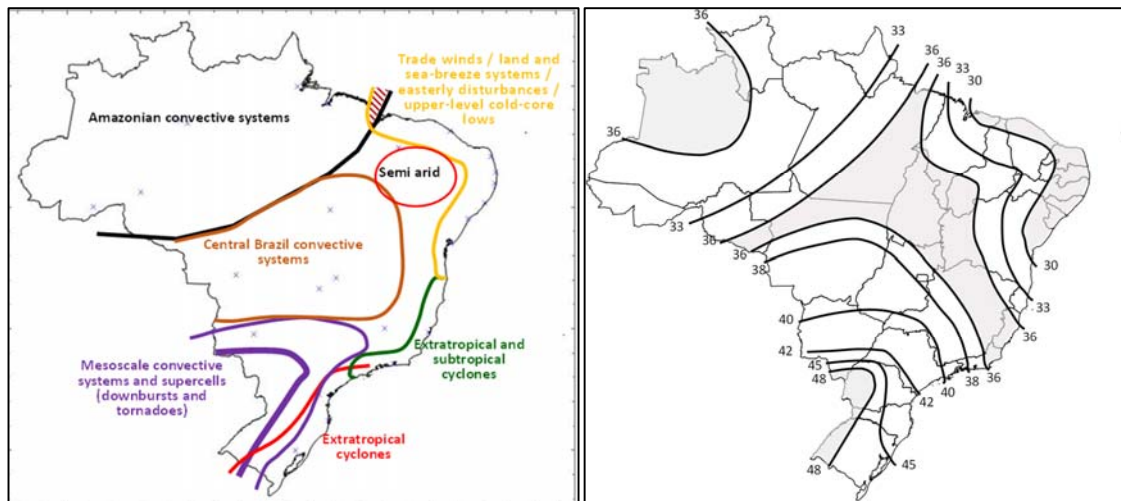 Trade winds / land and
sea-breeze systems /
easterly disturbances /
upper-level cold-core
lows
Amazonian convective systems
Semi arid
Central Brazil convective
systems
Extratropical and
subtropical
cyclones
Mesoscale convective
systems and supercells
(downbursts and
tornadoes)
Extratropical
cyclones
36
33
36
36
33
30
36
33
36
36
38
30
33
36
40
42
45
48
36
38
40
42
45
48